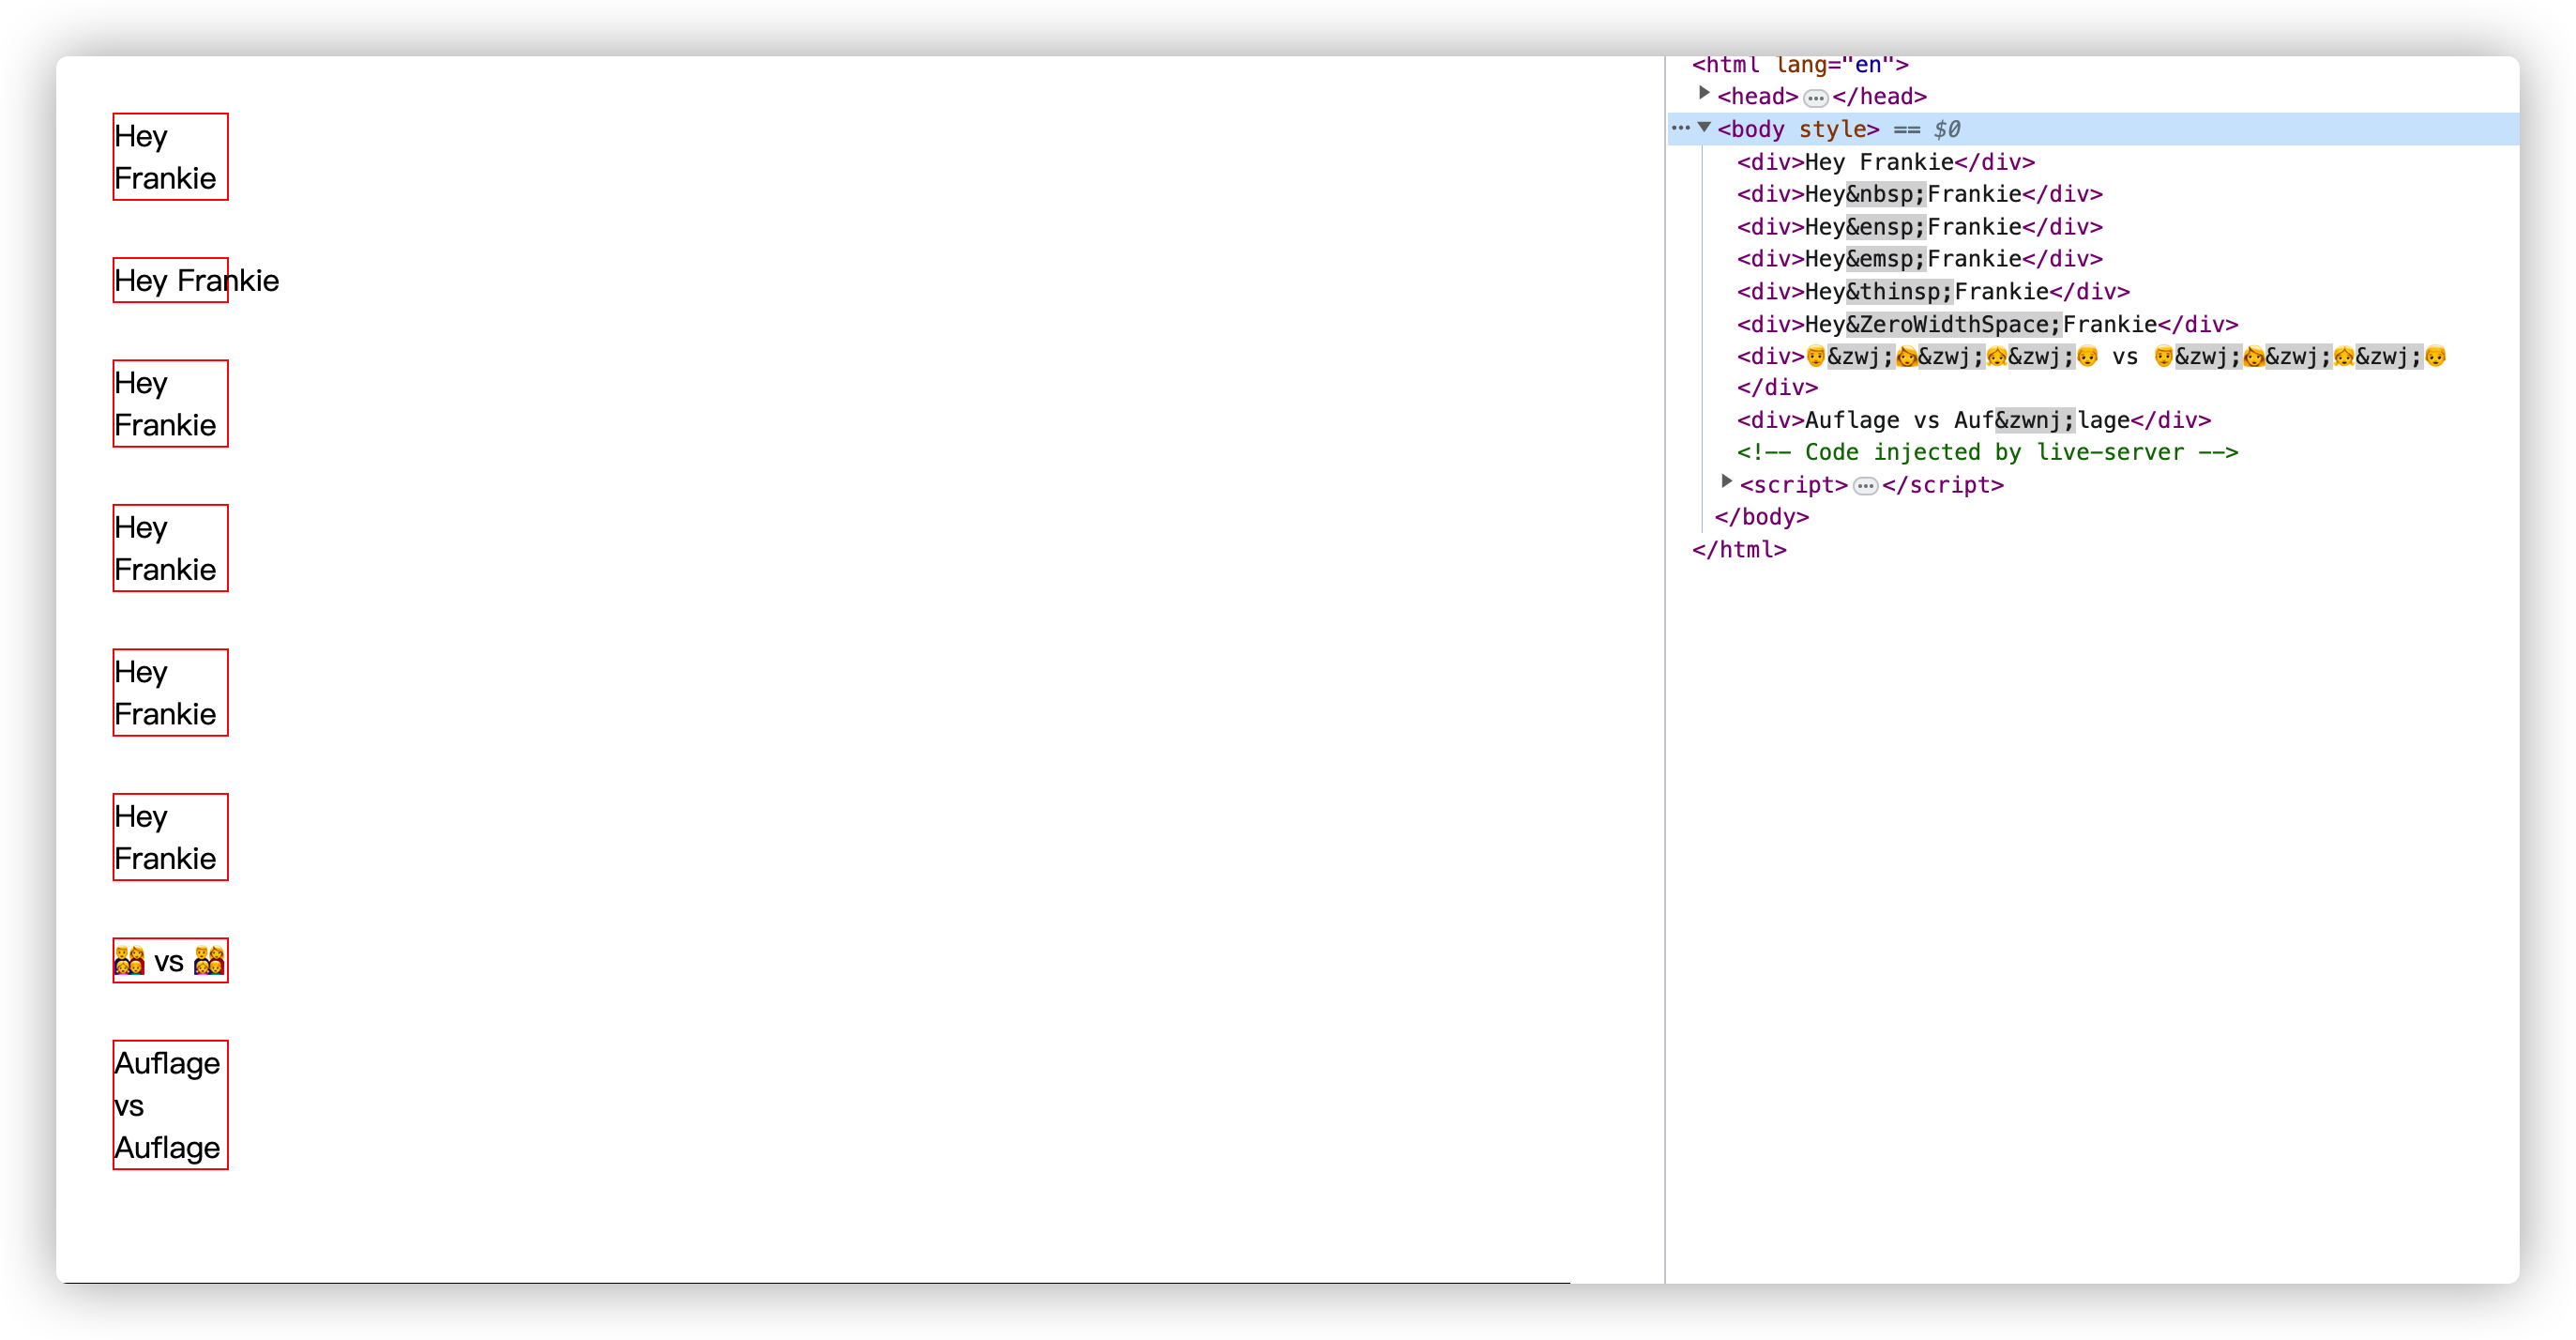 Hey
Frankie
Hey Frankie
Hey
Frankie
Hey
Frankie
Hey
Frankie
Hey
Frankie
👨‍👩‍👧‍👦 vs 👨‍👩‍👧‍👦
Auflage
vs
Auflage
<html lang="en">
<head>…</head>
… <body style> == $0
<div>Hey Frankie</div>
<div>Hey&nbsp;Frankie</div>
<div>Hey&ensp;Frankie</div>
<div>Hey&emsp;Frankie</div>
<div>Hey&thinsp;Frankie</div>
<div>Hey&ZeroWidthSpace;Frankie</div>
<div>👨&zwj;👩&zwj;👧&zwj;👦 vs 👨&zwj;👩&zwj;👧&zwj;👦
</div>
<div>Auflage vs Auf&zwnj;lage</div>
<!-- Code injected by live-server -->
<script>…</script>
</body>
</html>